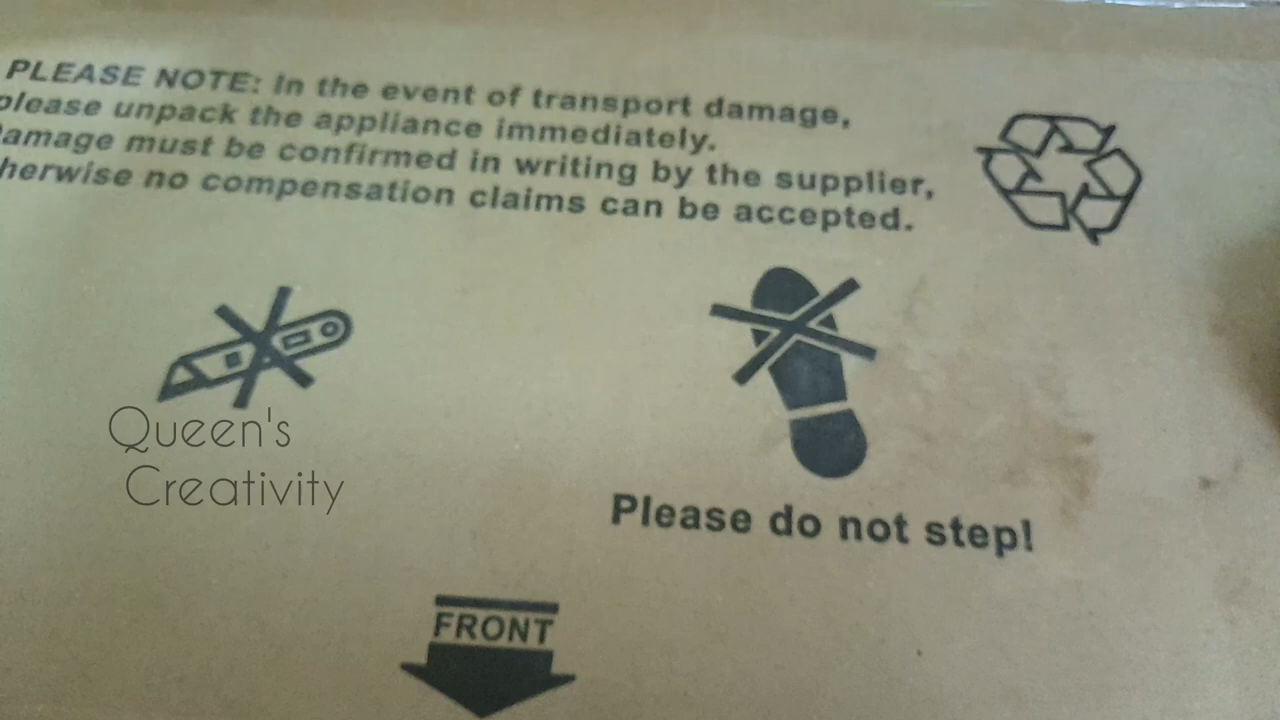 PLEASE NOTE: In the event of transport damage,
please unpack the appliance immediately.
amage must be confirmed in writing by the supplier,
herwise no compensation claims can be accepted.
Queen's
Creativity
Please do not step!
FRONT